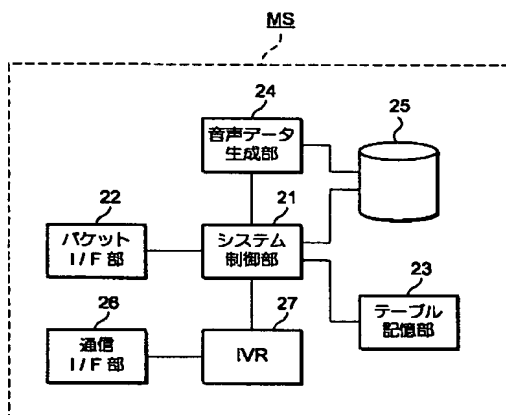 MS
24
音声データ
生成部
25
22
パケット
I/F 部
21
システム
制御部
23
テーブル
記憶部
26
通信
I/F 部
27
IVR